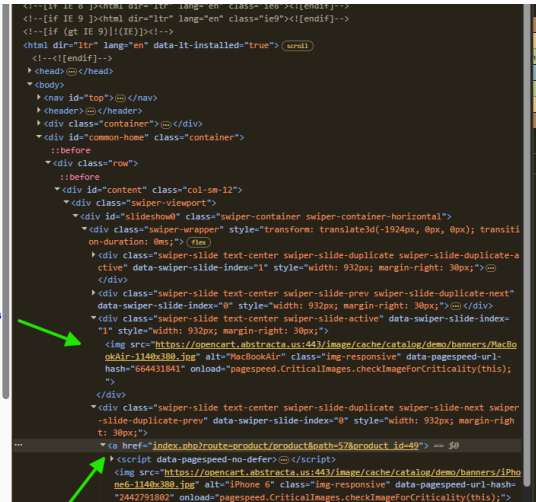 <!--[if IE 8 ]><html dir="ltr" lang="en" class="ie8"><![endif]-->
<!--[if IE 9 ]><html dir="ltr" lang="en" class="ie9"><![endif]-->
<!--[if (gt IE 9)|!(IE)]><!-->
<html dir="ltr" lang="en" data-lt-installed="true"> scroll
<!--<![endif]-->
<head> … </head>
<body>
<nav id="top"> … </nav>
<header> … </header>
<div class="container"> … </div>
<div id="common-home" class="container">
::before
<div class="row">
::before
<div id="content" class="col-sm-12">
<div class="swiper-viewport">
<div id="slideshow0" class="swiper-container swiper-container-horizontal">
<div class="swiper-wrapper" style="transform: translate3d(-1924px, 0px, 0px); transiti
on-duration: 0ms;"> flex
<div class="swiper-slide text-center swiper-slide-duplicate swiper-slide-duplicate-a
ctive" data-swiper-slide-index="1" style="width: 932px; margin-right: 30px;"> …
</div>
<div class="swiper-slide text-center swiper-slide-prev swiper-slide-duplicate-next"
data-swiper-slide-index="0" style="width: 932px; margin-right: 30px;"> … </div>
<div class="swiper-slide text-center swiper-slide-active" data-swiper-slide-index=
"1" style="width: 932px; margin-right: 30px;">
<img src="https://opencart.abstracta.us:443/image/cache/catalog/demo/banners/MacBo
okAir-1140x380.jpg" alt="MacBookAir" class="img-responsive" data-pagespeed-url-
hash="664431841" onload="pagespeed.CriticalImages.checkImageForCriticality(this);
">
</div>
<div class="swiper-slide text-center swiper-slide-duplicate swiper-slide-next swiper
-slide-duplicate-prev" data-swiper-slide-index="0" style="width: 932px; margin-righ
t: 30px;">
… <a href="index.php?route=product/product&path=57&product_id=49"> == $0
<script data-pagespeed-no-defer> … </script>
<img src="https://opencart.abstracta.us:443/image/cache/catalog/demo/banners/iPho
ne6-1140x380.jpg" alt="iPhone 6" class="img-responsive" data-pagespeed-url-hash=
"2442791802" onload="pagespeed.CriticalImages.checkImageForCriticality(this);">